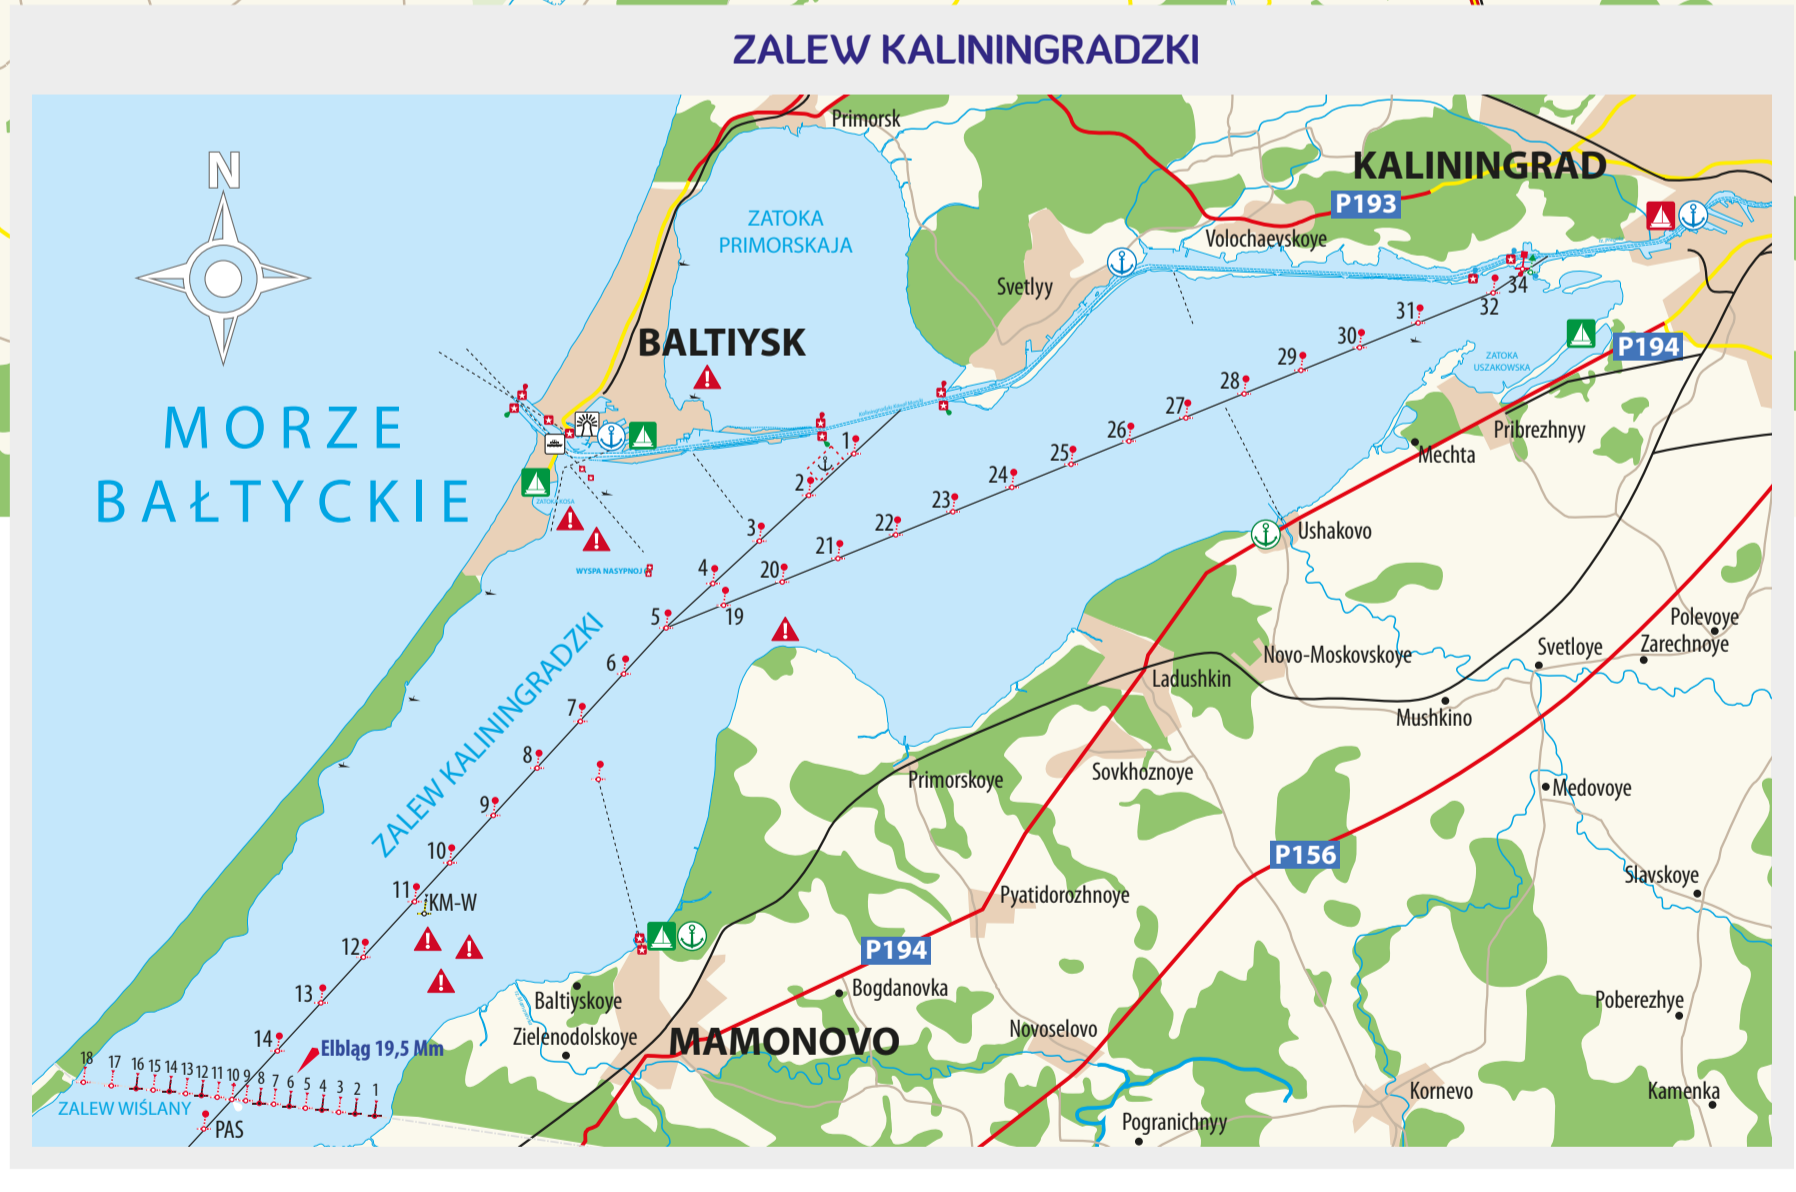 ZALEW KALININGRADZKI
N
Primorsk
KALININGRAD
P193
ZATOKA
PRIMORSKAJA
Volochaevskoye
Svetlyy
34
32
31
30
29
28
27
26
25
24
23
22
21
20
19
BALTIYSK
P194
ZATOKA
USZAKOWSKA
MORZE
BAŁTYCKIE
Pribrezhnyy
Mechta
1
2
3
4
5
6
7
8
9
10
11
12
13
14
ZATOKA KOSA
WYSPA NASYPNOJ
Ushakovo
ZALEW KALININGRADZKI
Polevoye
Zarechnoye
Svetloye
Novo-Moskovskoye
Ladushkin
Mushkino
Primorskoye
Sovkhoznoye
Medovoye
P156
KM-W
Pyatidorozhnoye
Slavskoye
P194
Bogdanovka
Baltiyskoye
Poberezhye
Zielenodolskoye
MAMONOVO
Novoselovo
Elbląg 19,5 Mm
18 17 16 15 14 13 12 11 10 9 8 7 6 5 4 3 2 1
ZALEW WIŚLANY
PAS
Kornevo
Kamenka
Pogranichnyy